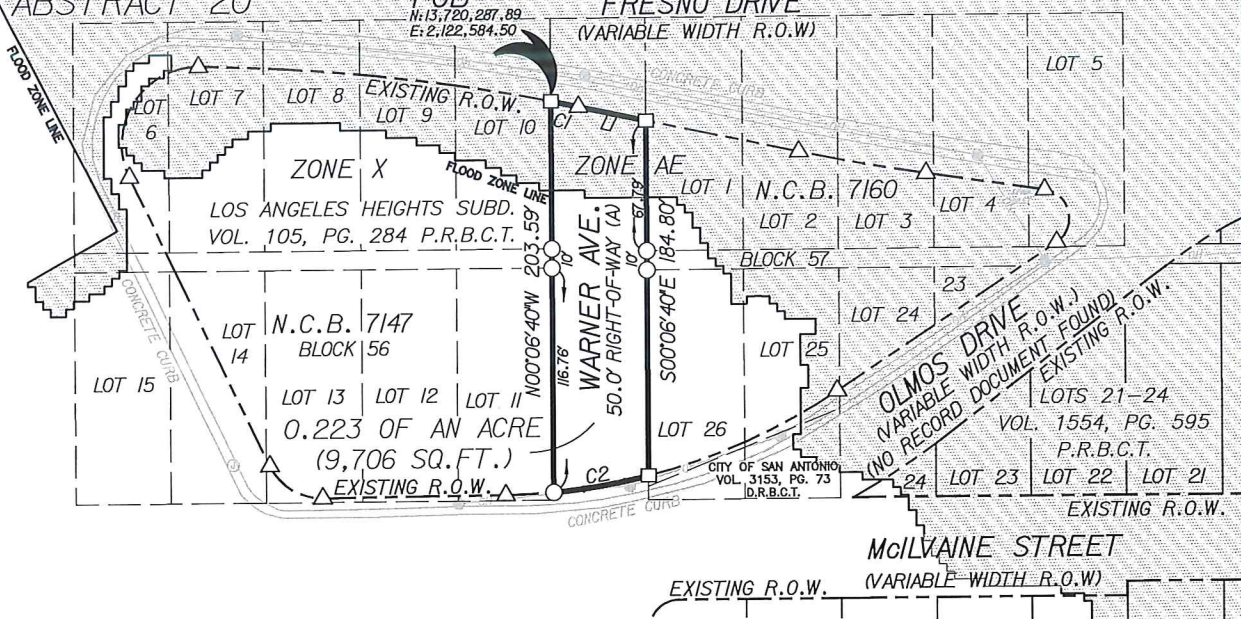 ABSTRACT 20
POB
N:13,720,287.89
E:2,122,584.50
FRESNO DRIVE
(VARIABLE WIDTH R.O.W)
FLOOD ZONE LINE
CONCRETE CURB
LOT 5
LOT
6
LOT 7
LOT 8
EXISTING R.O.W.
LOT 9
LOT 10
C1
L1
ZONE X
FLOOD ZONE LINE
ZONE AE
LOT 1
N.C.B. 7160
LOT 2
LOT 3
LOT 4
LOS ANGELES HEIGHTS SUBD.
VOL. 105, PG. 284 P.R.B.C.T.
BLOCK 57
N00°06'40"W 203.59'
10'
116.76'
WARNER AVE.
50.0' RIGHT-OF-WAY (A)
67.79'
10'
S00°06'40"E 184.80'
CONCRETE CURB
LOT
14
N.C.B. 7147
BLOCK 56
LOT 15
LOT 13
LOT 12
LOT 11
0.223 OF AN ACRE
(9,706 SQ.FT.)
EXISTING R.O.W.
C2
CONCRETE CURB
23
LOT 24
LOT 25
LOT 26
CITY OF SAN ANTONIO
VOL. 3153, PG. 73
D.R.B.C.T.
OLMOS DRIVE
(VARIABLE WIDTH R.O.W.)
(NO RECORD DOCUMENT FOUND)
EXISTING R.O.W.
LOTS 21-24
VOL. 1554, PG. 595
P.R.B.C.T.
24
LOT 23
LOT 22
LOT 21
EXISTING R.O.W.
McILVAINE STREET
(VARIABLE WIDTH R.O.W)
EXISTING R.O.W.